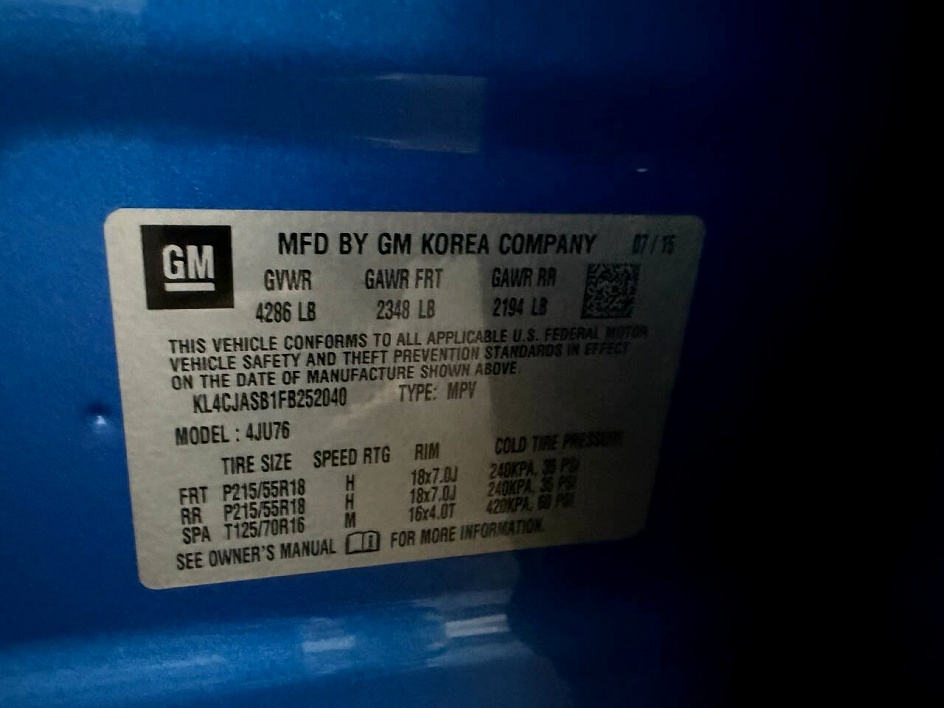 GM
MFD BY GM KOREA COMPANY 07/15
GVWR GAWR FRT GAWR RR
4286 LB 2348 LB 2194 LB
THIS VEHICLE CONFORMS TO ALL APPLICABLE U.S. FEDERAL MOTOR
VEHICLE SAFETY AND THEFT PREVENTION STANDARDS IN EFFECT
ON THE DATE OF MANUFACTURE SHOWN ABOVE.
KL4CJASB1FB252040 TYPE: MPV
MODEL : 4JU76
TIRE SIZE SPEED RTG RIM COLD TIRE PRESSURE
FRT P215/55R18 H 18x7.0J 240KPA, 35 PSI
RR P215/55R18 H 18x7.0J 240KPA, 35 PSI
SPA T125/70R16 M 16x4.0T 420KPA, 60 PSI
SEE OWNER'S MANUAL FOR MORE INFORMATION.